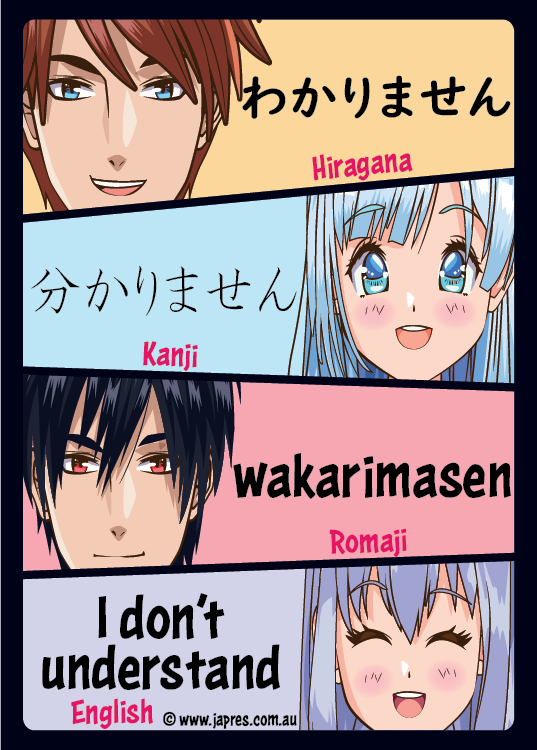 わかりません
Hiragana
分かりません
Kanji
wakarimasen
Romaji
I don't
understand
English
© www.japres.com.au